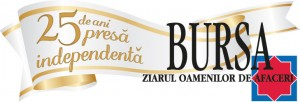 25 de ani
presă
independentă
BURSA
ZIARUL OAMENILOR DE AFACERI